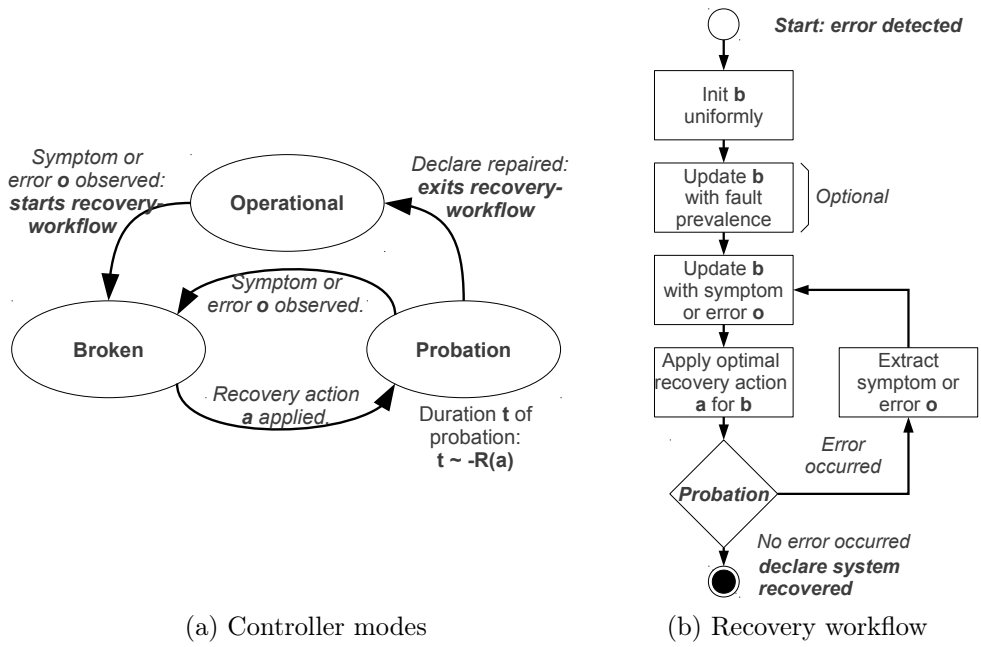 Symptom or
error o observed:
starts recovery-
workflow
Operational
Declare repaired:
exits recovery-
workflow
Symptom or
error o observed.
Broken
Probation
Recovery action
a applied.
Duration t of
probation:
t ~ -R(a)
(a) Controller modes
Start: error detected
Init b
uniformly
Update b
with fault
prevalence
Optional
Update b
with symptom
or error o
Apply optimal
recovery action
a for b
Extract
symptom or
error o
Error
occurred
Probation
No error occurred
declare system
recovered
(b) Recovery workflow